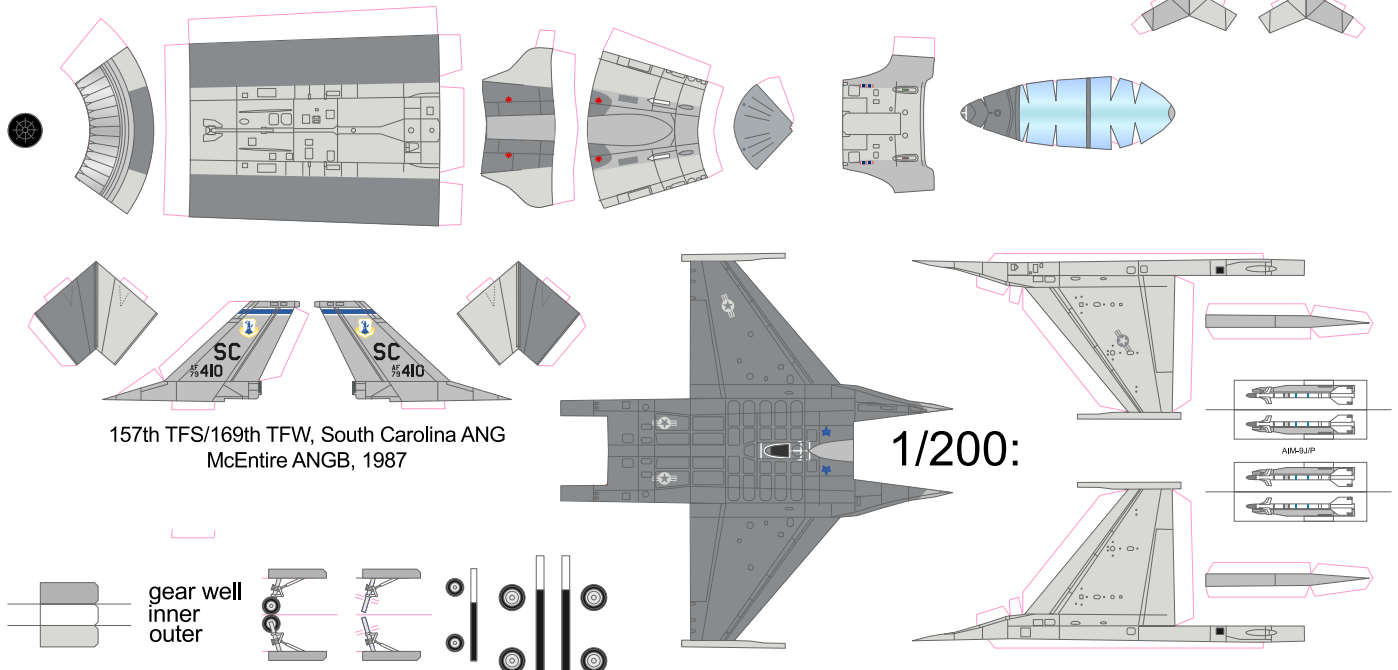 SC
AF
79 410
SC
AF
79 410
157th TFS/169th TFW, South Carolina ANG
McEntire ANGB, 1987
1/200:
AIM-9J/P
gear well
inner
outer